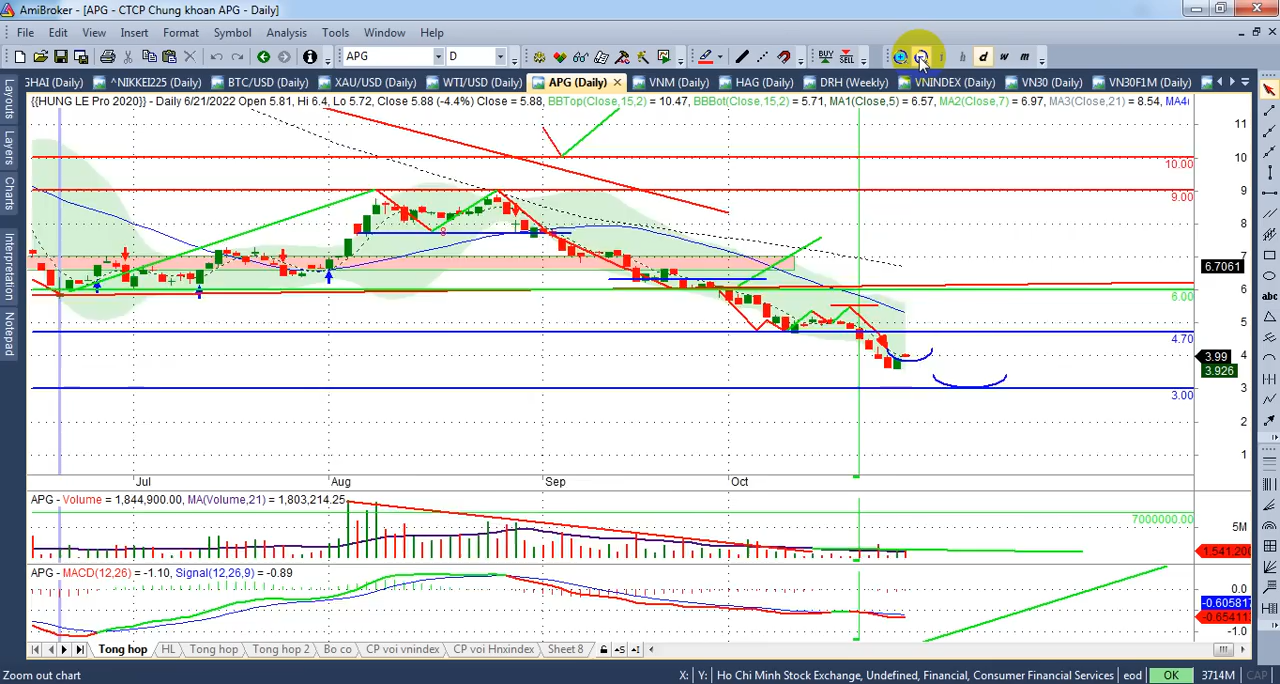 AmiBroker - [APG - CTCP Chung khoan APG - Daily]
File Edit View Insert Format Tools Symbol Analysis Window Help
APG D BUY SELL h d w m
HAI (Daily) ^NIKKEI225 (Daily) BTC/USD (Daily) XAU/USD (Daily) WTI/USD (Daily) APG (Daily) VNM (Daily) HAG (Daily) DRH (Weekly) VNINDEX (Daily) VN30 (Daily) VN30F1M (Daily)
Layouts
Layers
Charts
Interpretation
Notepad
{{HUNG LE Pro 2020}} - Daily 6/21/2022 Open 5.81, Hi 6.4, Lo 5.72, Close 5.88 (-4.4%) Close = 5.88, BBTop(Close,15,2) = 10.47, BBBot(Close,15,2) = 5.71, MA1(Close,5) = 6.57, MA2(Close,7) = 6.97, MA3(Close,21) = 8.54, MA4(
11
10
10.00
9
9.00
8
8
7
6.7061
6
6.00
5
4.70
4
3.99
3.926
3
3.00
2
1
Jul Aug Sep Oct
APG - Volume = 1,844,900.00, MA(Volume,21) = 1,803,214.25
7000000.00
5M
1,541,200
APG - MACD(12,26) = -1.10, Signal(12,26,9) = -0.89
0.0
-0.605817
-0.65411
-1.0
Tong hop HL Tong hop Tong hop 2 Bo co CP voi vnindex CP voi Hnxindex Sheet 8
Zoom out chart X: Y: Ho Chi Minh Stock Exchange, Undefined, Financial, Consumer Financial Services eod OK 3714M CAP